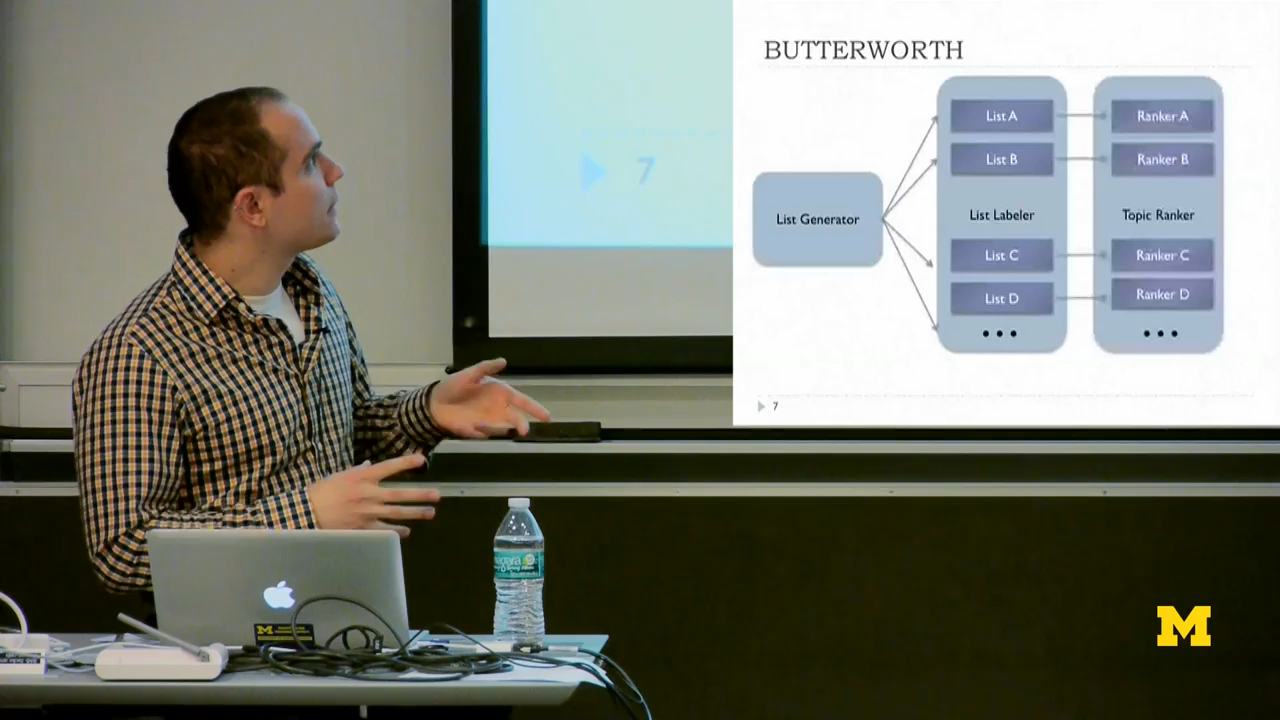 BUTTERWORTH
List Generator
List A
List B
List Labeler
List C
List D
• • •
Ranker A
Ranker B
Topic Ranker
Ranker C
Ranker D
• • •
7
7
M
M